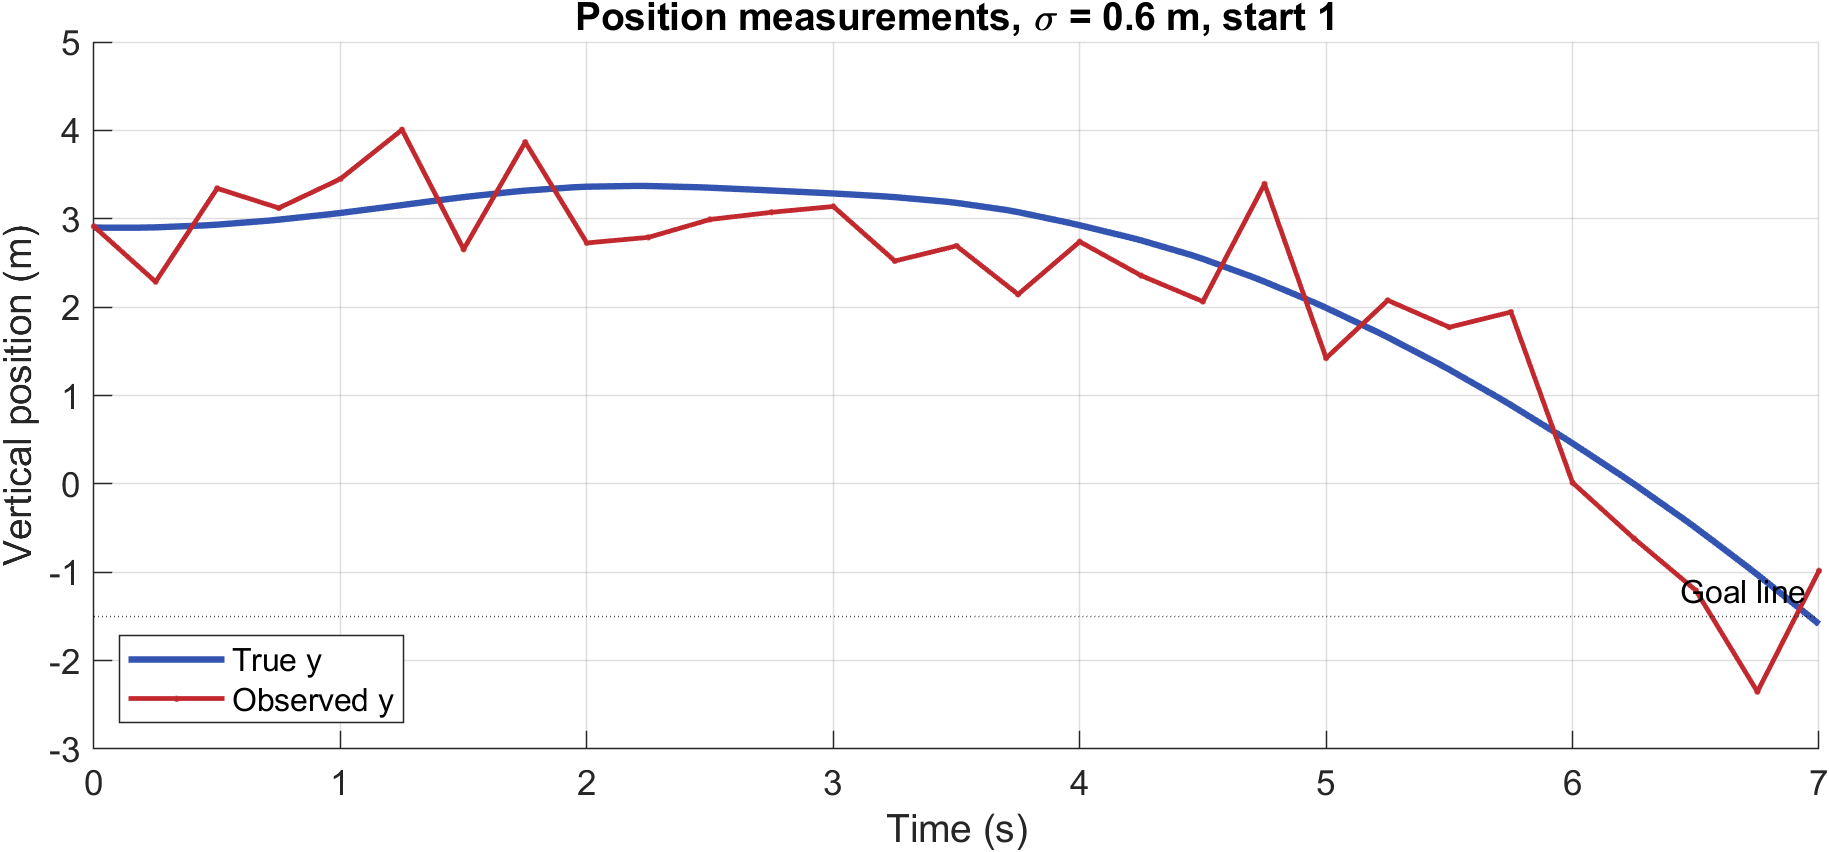 Position measurements, σ = 0.6 m, start 1
Vertical position (m)
5
4
3
2
1
0
-1
-2
-3
Goal line
True y
Observed y
0 1 2 3 4 5 6 7
Time (s)